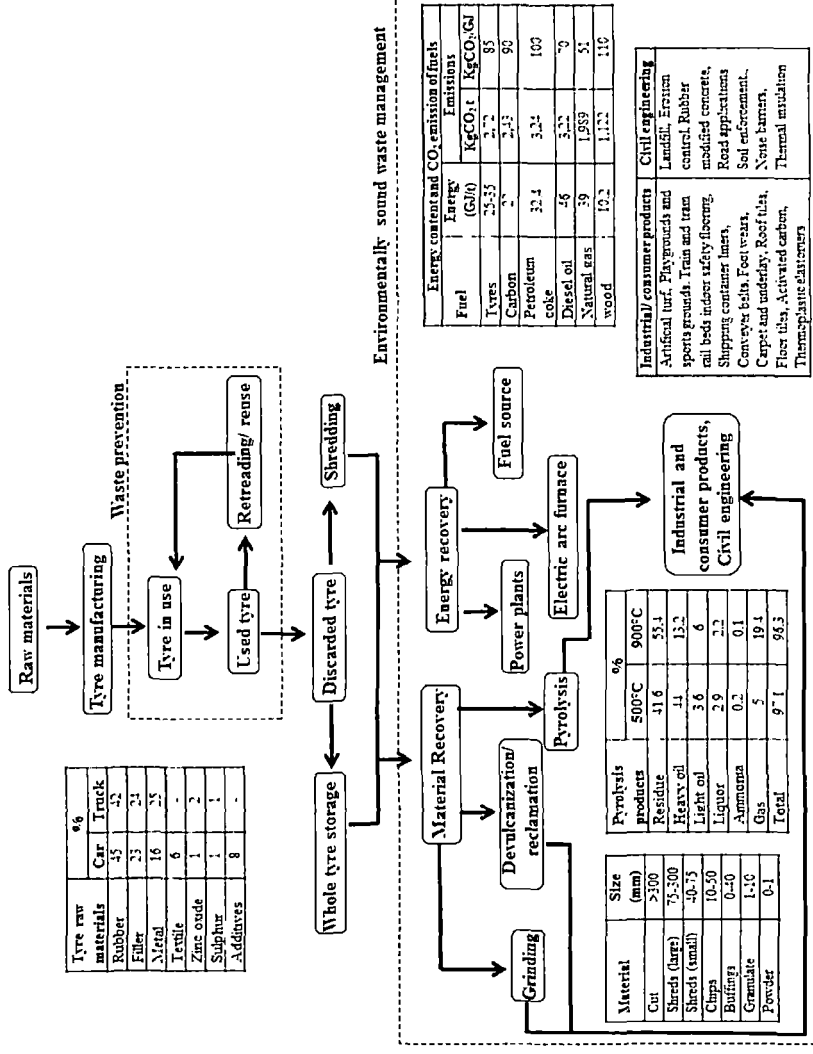 Raw materials
Tyre manufacturing
Waste prevention
Tyre in use
Used tyre
Retreading/ reuse
Whole tyre storage
Discarded tyre
Shredding
Tyre raw materials %
Car Truck
Rubber 45 42
Filler 23 24
Metal 16 25
Textile 6 -
Zinc oxide 1 2
Sulphur 1 1
Additives 8 -
Environmentally sound waste management
Material Recovery
Energy recovery
Grinding
Devulcanization/
reclamation
Pyrolysis
Power plants
Electric arc furnace
Fuel source
Industrial and
consumer products,
Civil engineering
Material Size
(mm)
Cut >300
Shreds (large) 75-300
Shreds (small) 40-75
Chips 10-50
Buffings 0-40
Granulate 1-10
Powder 0-1
Pyrolysis
products %
500°C 900°C
Residue 41.6 55.4
Heavy oil 44 13.2
Light oil 3.6 6
Liquor 2.9 2.2
Ammonia 0.2 0.1
Gas 5 19.4
Total 97.1 96.3
Energy content and CO2 emission of fuels
Fuel Energy
(GJ/t) Emissions
KgCO2 t KgCO2/GJ
Tyres 25-35 2,72 85
Carbon 90
Petroleum
coke 32.4 3,24 100
Diesel oil 46 3,22 70
Natural gas 39 1,989 51
wood 10.2 1,122 110
Industrial/ consumer products
Artificial turf, Playgrounds and
sports grounds, Train and tram
rail beds indoor safety flooring,
Shipping container liners,
Conveyer belts, Foot wears,
Carpet and underlay, Roof tiles,
Floor tiles, Activated carbon,
Thermoplastic elastomers
Civil engineering
Landfill, Erosion
control, Rubber
modified concrete,
Road applications
Soil enforcement.,
Noise barriers,
Thermal insulation